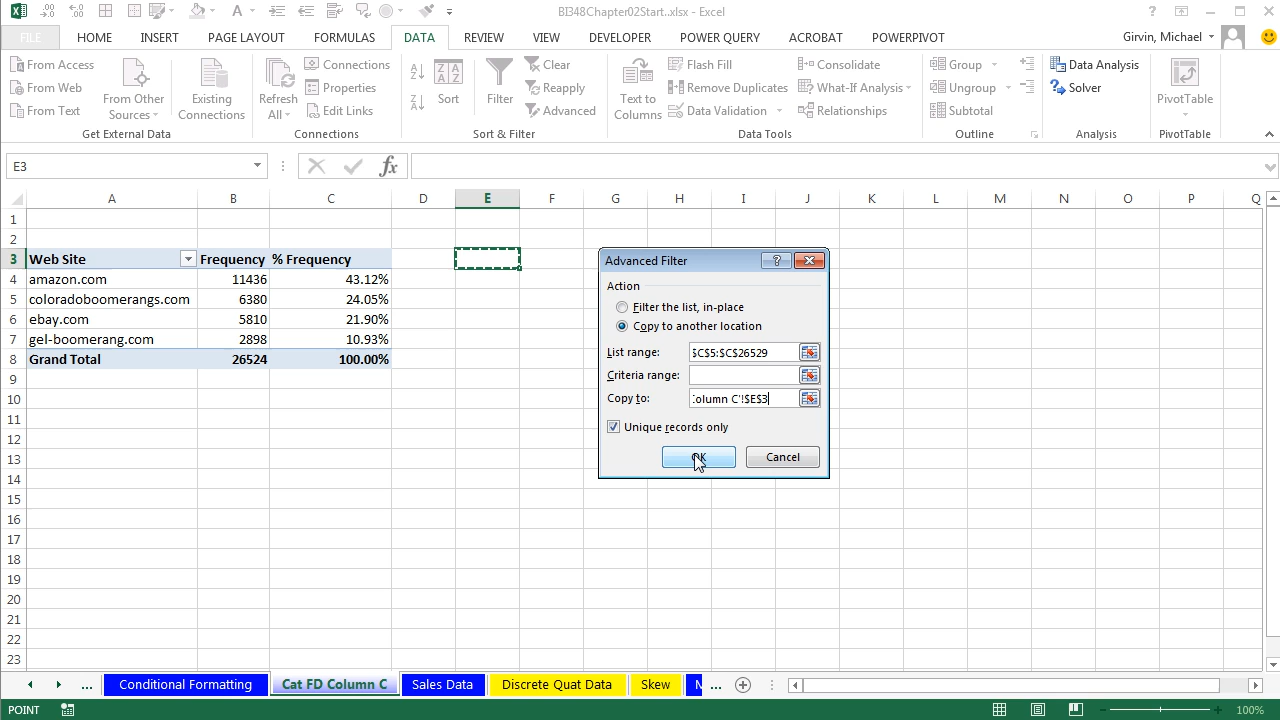 BI348Chapter02Start..xlsx - Excel
FILE HOME INSERT PAGE LAYOUT FORMULAS DATA REVIEW VIEW DEVELOPER POWER QUERY ACROBAT POWERPIVOT Girvin, Michael
From Access
From Web
From Text
From Other Sources
Existing Connections
Get External Data
Refresh All
Connections
Properties
Edit Links
Connections
Sort
Filter
Clear
Reapply
Advanced
Sort & Filter
Text to Columns
Flash Fill
Remove Duplicates
Data Validation
Consolidate
What-If Analysis
Relationships
Data Tools
Group
Ungroup
Subtotal
Outline
Data Analysis
Solver
Analysis
PivotTable
PivotTable
E3
fx
A B C D E F G H I J K L M N O P Q
1
2
3 Web Site Frequency % Frequency
4 amazon.com 11436 43.12%
5 coloradoboomerangs.com 6380 24.05%
6 ebay.com 5810 21.90%
7 gel-boomerang.com 2898 10.93%
8 Grand Total 26524 100.00%
9
10
11
12
13
14
15
16
17
18
19
20
21
22
23
Advanced Filter
Action
Filter the list, in-place
Copy to another location
List range: $C$5:$C$26529
Criteria range:
Copy to: Column C'!$E$3
Unique records only
OK Cancel
... Conditional Formatting Cat FD Column C Sales Data Discrete Quat Data Skew ...
POINT 100%